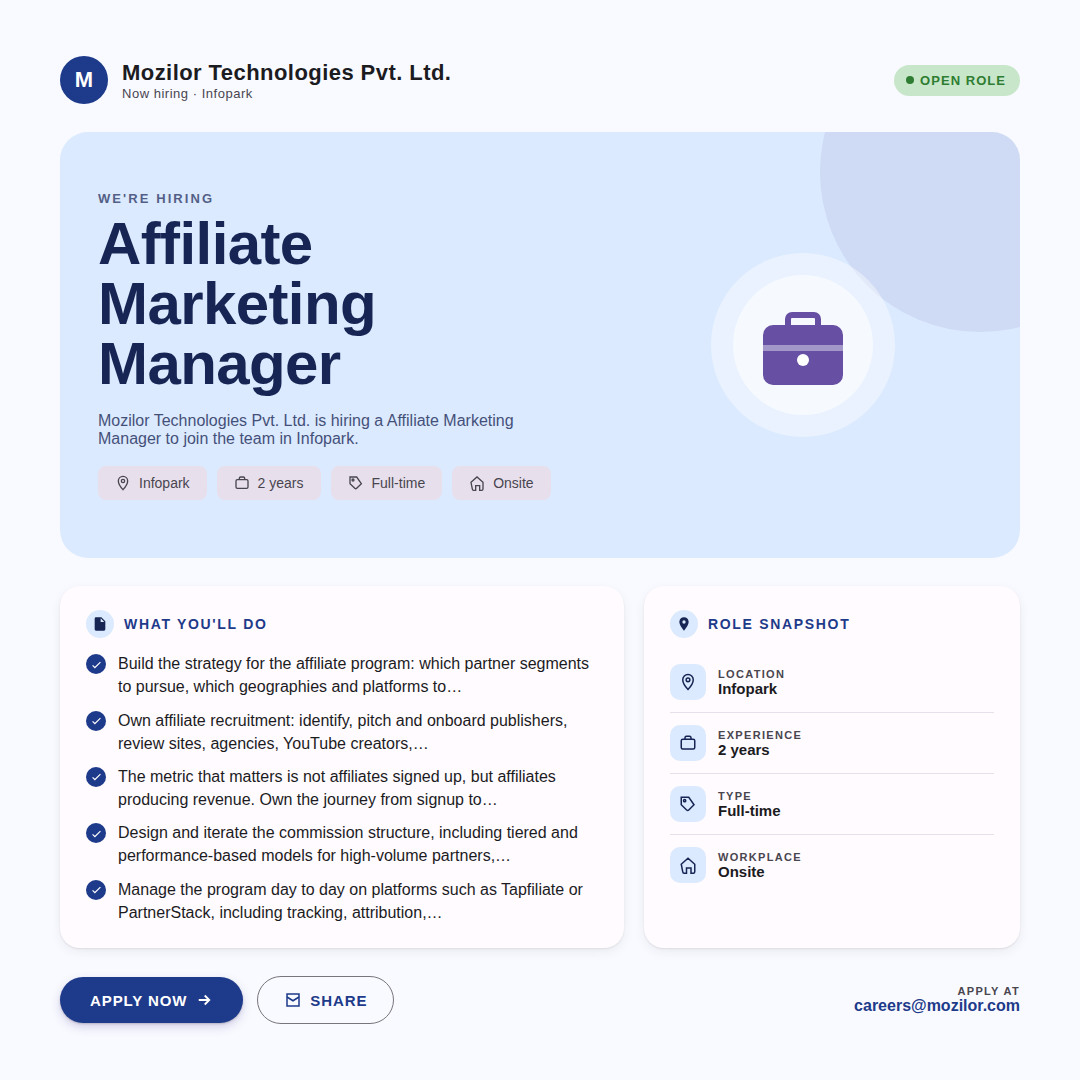 M
Mozilor Technologies Pvt. Ltd.
Now hiring · Infopark
OPEN ROLE
WE'RE HIRING
Affiliate
Marketing
Manager
Mozilor Technologies Pvt. Ltd. is hiring a Affiliate Marketing
Manager to join the team in Infopark.
Infopark
2 years
Full-time
Onsite
WHAT YOU'LL DO
Build the strategy for the affiliate program: which partner segments
to pursue, which geographies and platforms to…
Own affiliate recruitment: identify, pitch and onboard publishers,
review sites, agencies, YouTube creators,…
The metric that matters is not affiliates signed up, but affiliates
producing revenue. Own the journey from signup to…
Design and iterate the commission structure, including tiered and
performance-based models for high-volume partners,…
Manage the program day to day on platforms such as Tapfiliate or
PartnerStack, including tracking, attribution,…
ROLE SNAPSHOT
LOCATION
Infopark
EXPERIENCE
2 years
TYPE
Full-time
WORKPLACE
Onsite
APPLY NOW
SHARE
APPLY AT
careers@mozilor.com